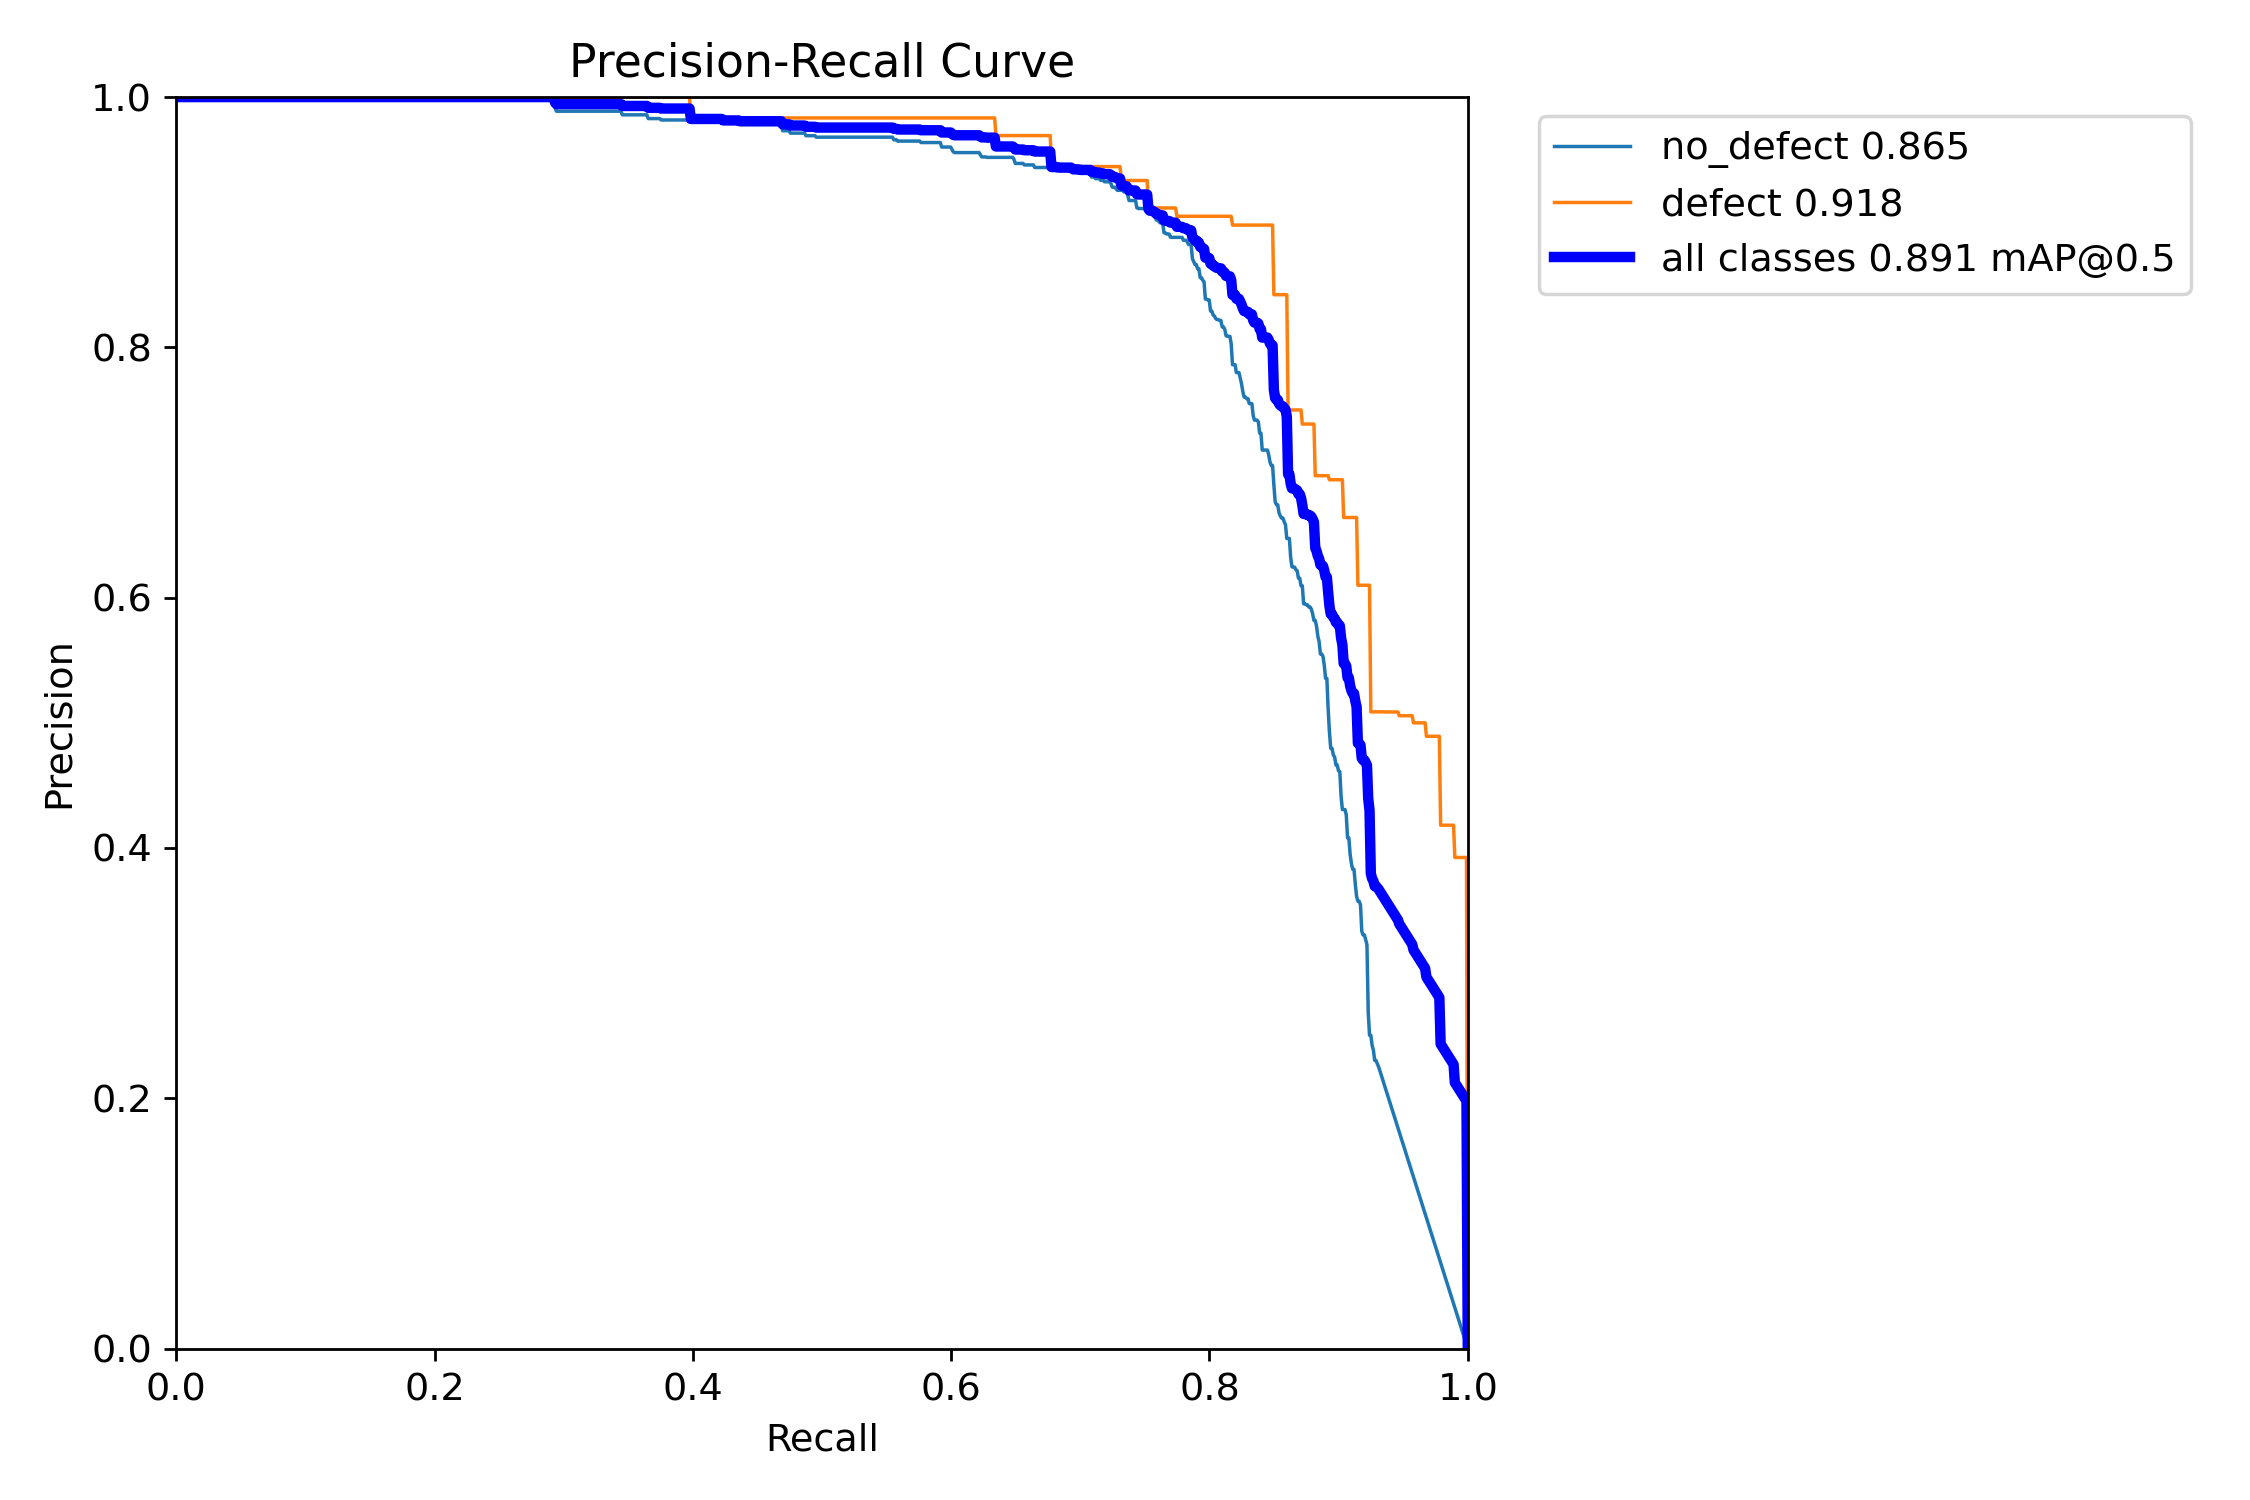 Precision-Recall Curve
no_defect 0.865
defect 0.918
all classes 0.891 mAP@0.5
Precision
1.0
0.8
0.6
0.4
0.2
0.0
0.0 0.2 0.4 0.6 0.8 1.0
Recall